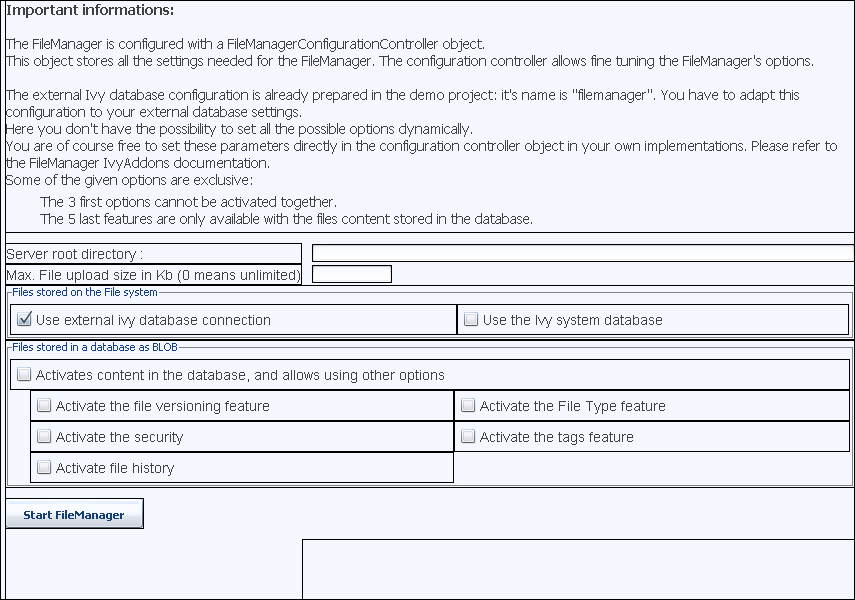 Important informations:
The FileManager is configured with a FileManagerConfigurationController object.
This object stores all the settings needed for the FileManager. The configuration controller allows fine tuning the FileManager's options.
The external Ivy database configuration is already prepared in the demo project: it's name is "filemanager". You have to adapt this
configuration to your external database settings.
Here you don't have the possibility to set all the possible options dynamically.
You are of course free to set these parameters directly in the configuration controller object in your own implementations. Please refer to
the FileManager IvyAddons documentation.
Some of the given options are exclusive:
The 3 first options cannot be activated together.
The 5 last features are only available with the files content stored in the database.
Server root directory :
Max. File upload size in Kb (0 means unlimited)
Files stored on the File system
Use external ivy database connection
Use the Ivy system database
Files stored in a database as BLOB
Activates content in the database, and allows using other options
Activate the file versioning feature
Activate the File Type feature
Activate the security
Activate the tags feature
Activate file history
Start FileManager